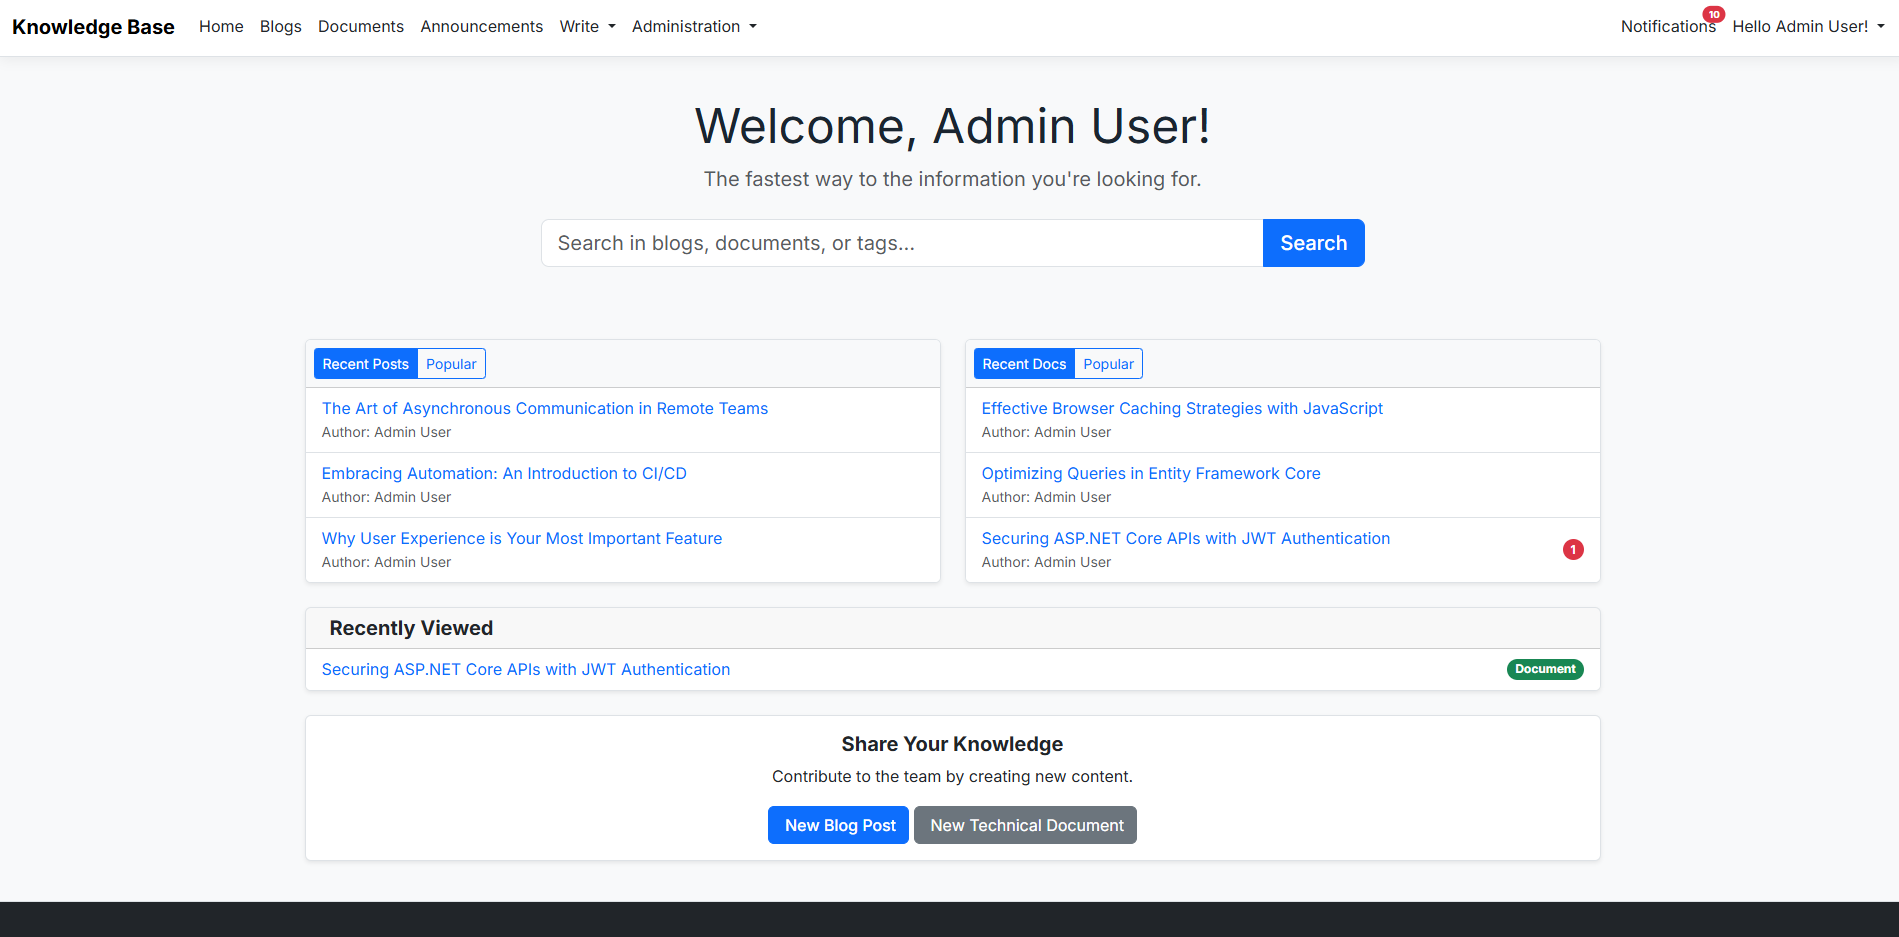 Knowledge Base Home Blogs Documents Announcements Write Administration Notifications 10 Hello Admin User!
Welcome, Admin User!
The fastest way to the information you're looking for.
Search in blogs, documents, or tags... Search
Recent Posts Popular
The Art of Asynchronous Communication in Remote Teams
Author: Admin User
Embracing Automation: An Introduction to CI/CD
Author: Admin User
Why User Experience is Your Most Important Feature
Author: Admin User
Recent Docs Popular
Effective Browser Caching Strategies with JavaScript
Author: Admin User
Optimizing Queries in Entity Framework Core
Author: Admin User
Securing ASP.NET Core APIs with JWT Authentication
Author: Admin User
1
Recently Viewed
Securing ASP.NET Core APIs with JWT Authentication Document
Share Your Knowledge
Contribute to the team by creating new content.
New Blog Post New Technical Document